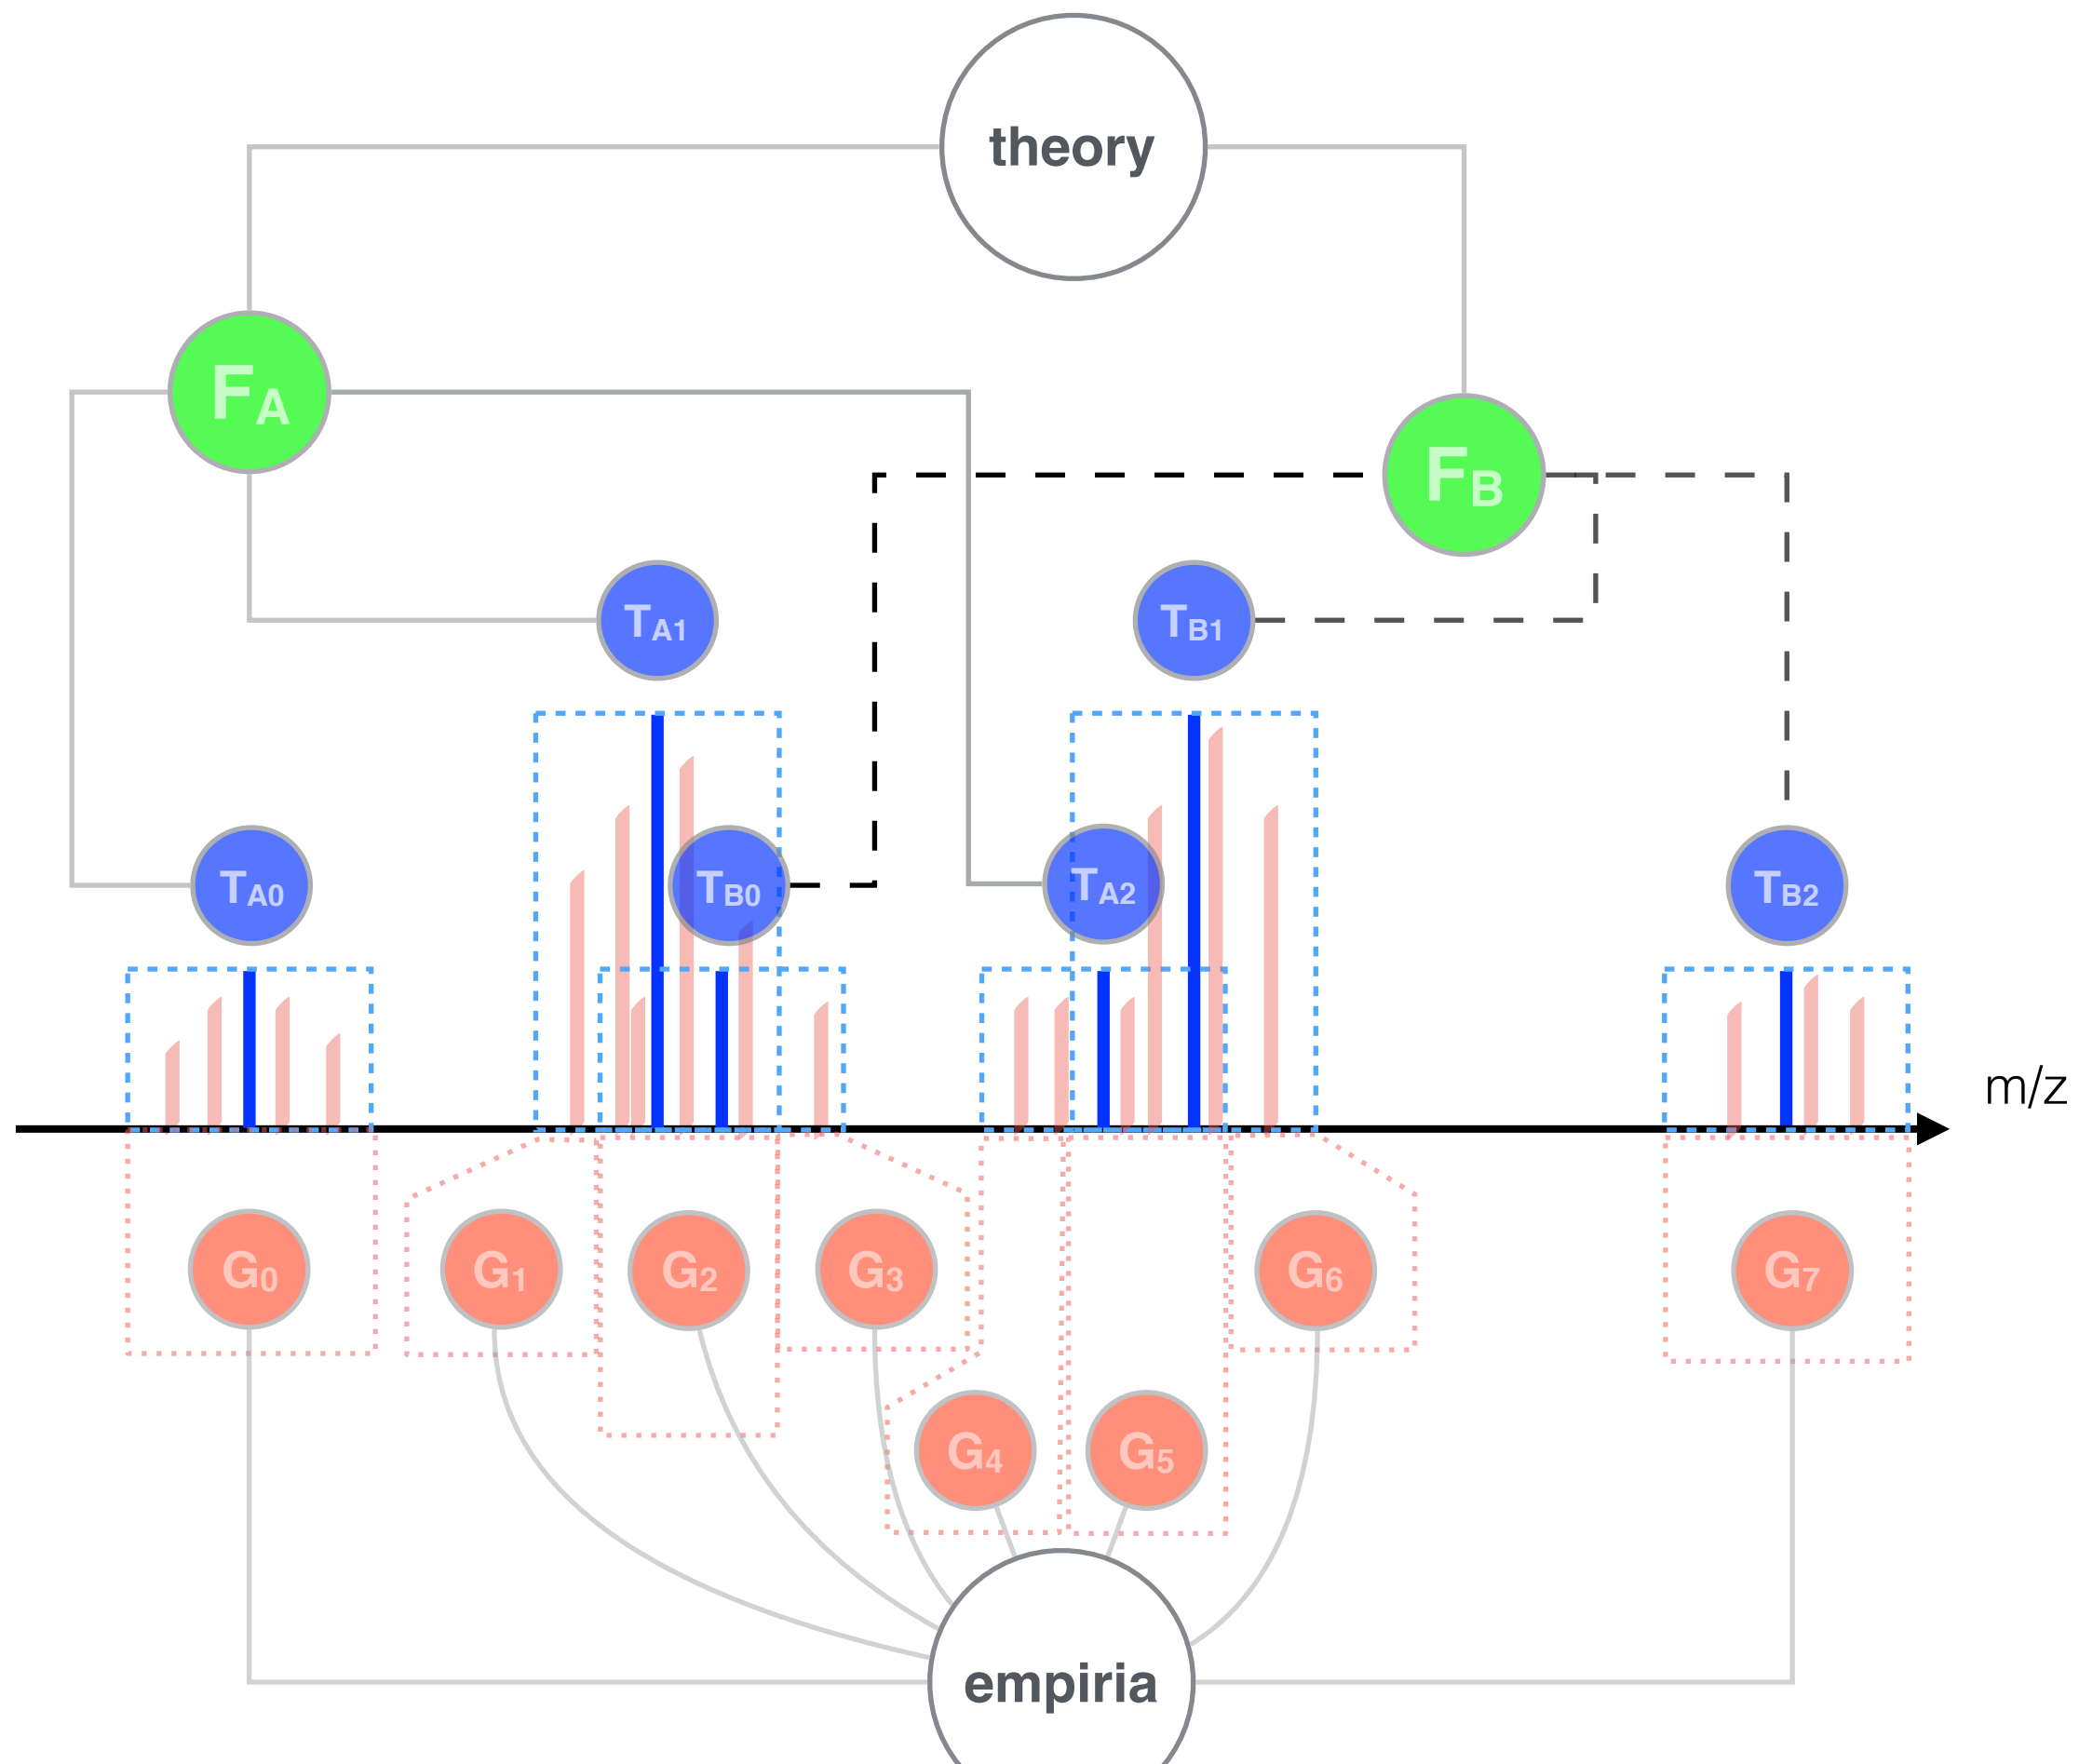 theory
FA
FB
TA1
TB1
TA0
TB0
TA2
TB2
m/z
G0
G1
G2
G3
G6
G7
G4
G5
empiria